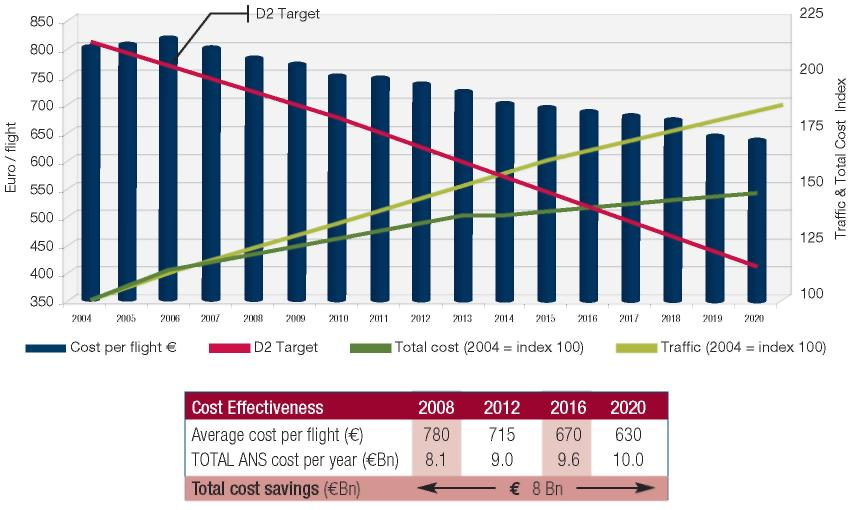 D2 Target
850
800
750
700
650
600
550
500
450
400
350
Euro / flight
225
200
175
150
125
100
Traffic & Total Cost Index
2004 2005 2006 2007 2008 2009 2010 2011 2012 2013 2014 2015 2016 2017 2018 2019 2020
Cost per flight € D2 Target Total cost (2004 = index 100) Traffic (2004 = index 100)
Cost Effectiveness 2008 2012 2016 2020
Average cost per flight (€) 780 715 670 630
TOTAL ANS cost per year (€Bn) 8.1 9.0 9.6 10.0
Total cost savings (€Bn) € 8 Bn